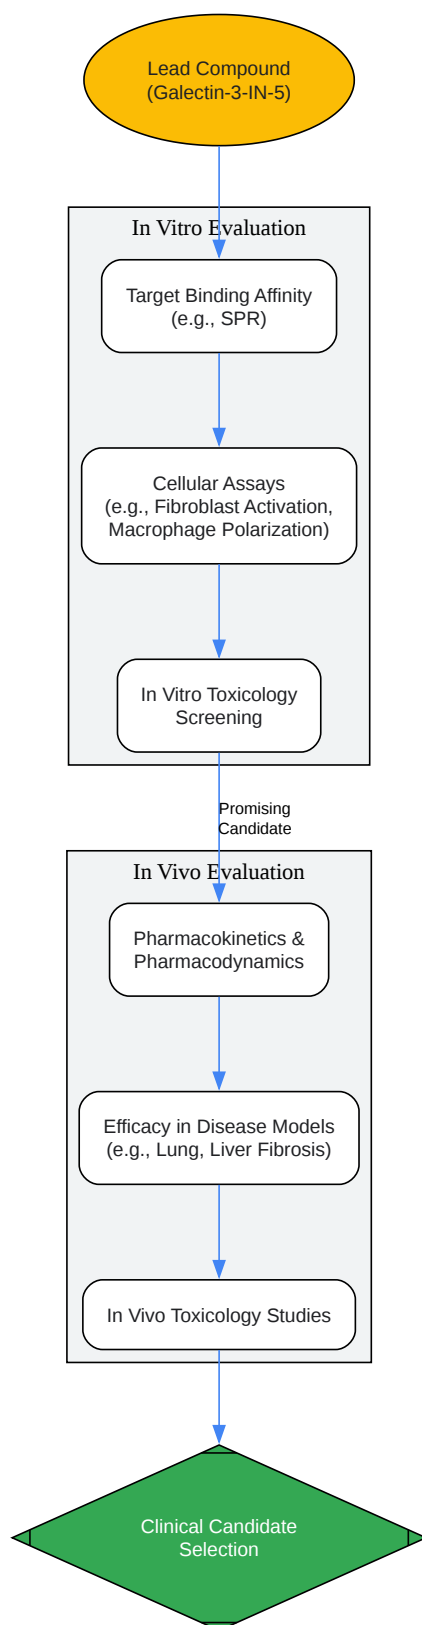 Lead Compound
(Galectin-3-IN-5)
In Vitro Evaluation
Target Binding Affinity
(e.g., SPR)
Cellular Assays
(e.g., Fibroblast Activation,
Macrophage Polarization)
In Vitro Toxicology
Screening
Promising
Candidate
In Vivo Evaluation
Pharmacokinetics &
Pharmacodynamics
Efficacy in Disease Models
(e.g., Lung, Liver Fibrosis)
In Vivo Toxicology Studies
Clinical Candidate
Selection